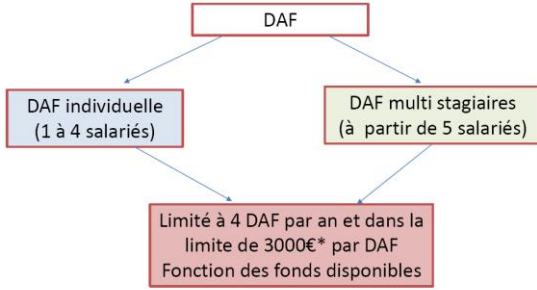 DAF
DAF individuelle
(1 à 4 salariés)
DAF multi stagiaires
(à partir de 5 salariés)
Limité à 4 DAF par an et dans la
limite de 3000€* par DAF
Fonction des fonds disponibles